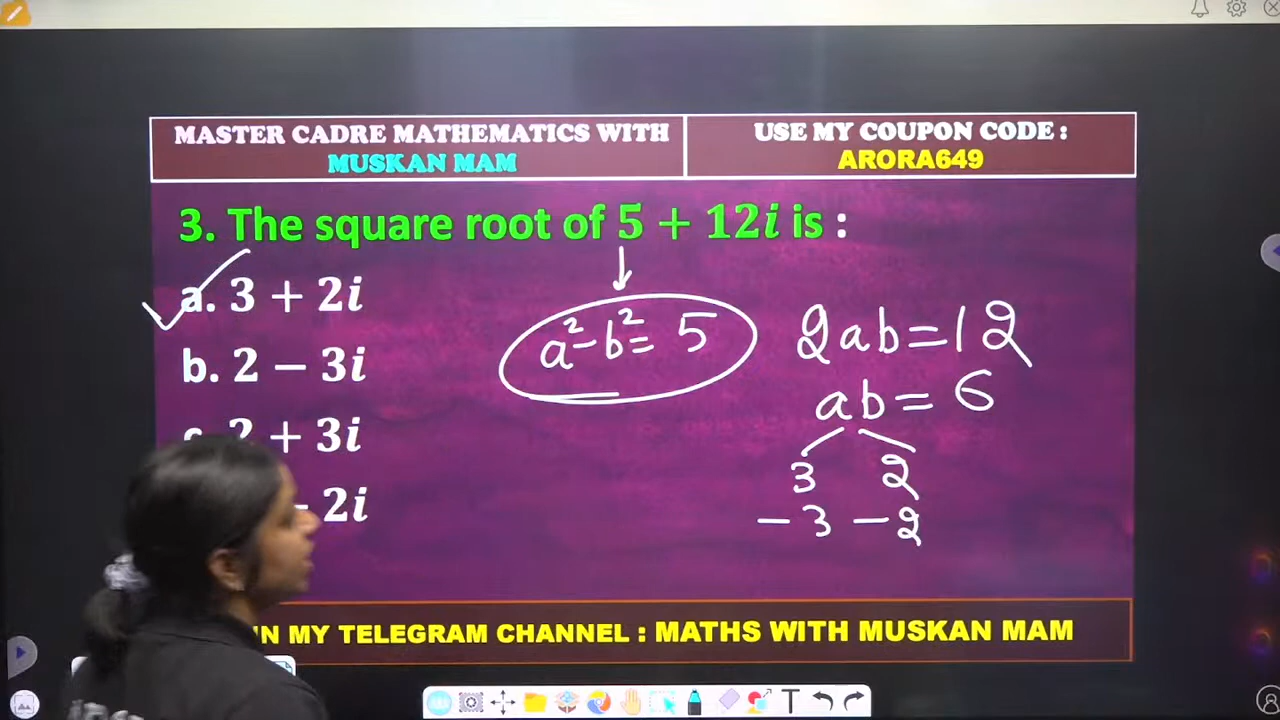 MASTER CADRE MATHEMATICS WITH
MUSKAN MAM
USE MY COUPON CODE :
ARORA649
3. The square root of 5 + 12i is :
a. 3 + 2i
b. 2 − 3i
+ 3i
2i
a² − b² = 5
2ab = 12
ab = 6
3 2
−3 −2
IN MY TELEGRAM CHANNEL : MATHS WITH MUSKAN MAM
T